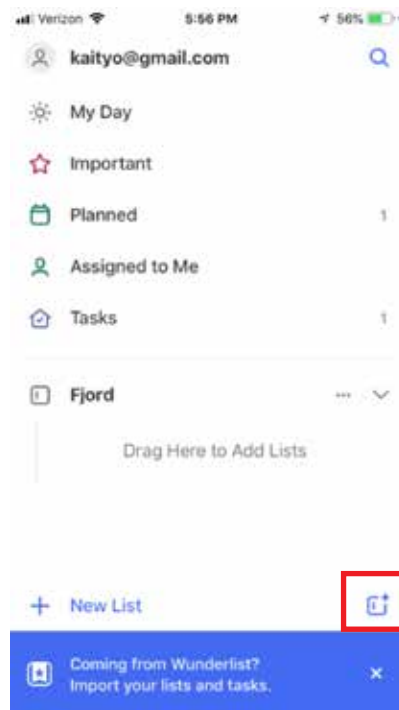 Verizon 5:56 PM 56%
kaityo@gmail.com
My Day
Important
Planned 1
Assigned to Me
Tasks 1
Fjord
Drag Here to Add Lists
New List
Coming from Wunderlist?
Import your lists and tasks.